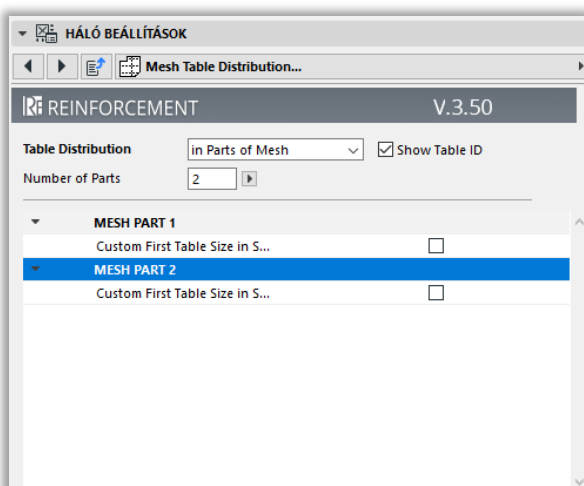 HÁLÓ BEÁLLÍTÁSOK
Mesh Table Distribution...
REINFORCEMENT V.3.50
Table Distribution in Parts of Mesh Show Table ID
Number of Parts 2
MESH PART 1
Custom First Table Size in S...
MESH PART 2
Custom First Table Size in S...